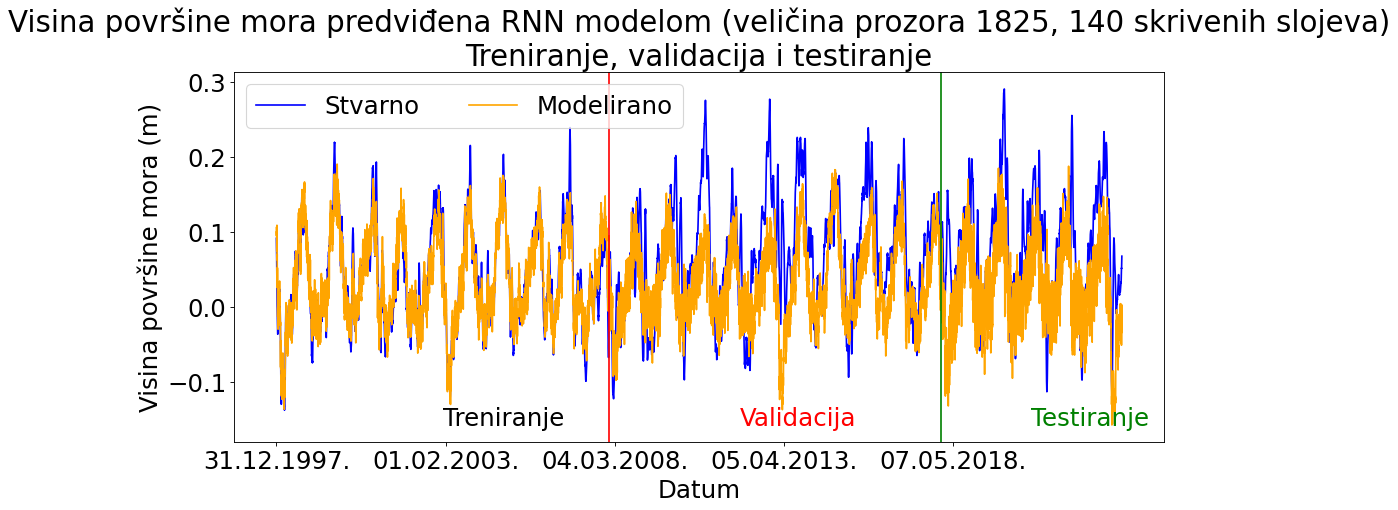 Visina površine mora predviđena RNN modelom (veličina prozora 1825, 140 skrivenih slojeva)
Treniranje, validacija i testiranje
Stvarno
Modelirano
Visina površine mora (m)
0.3
0.2
0.1
0.0
−0.1
Treniranje
Validacija
Testiranje
31.12.1997.
01.02.2003.
04.03.2008.
05.04.2013.
07.05.2018.
Datum